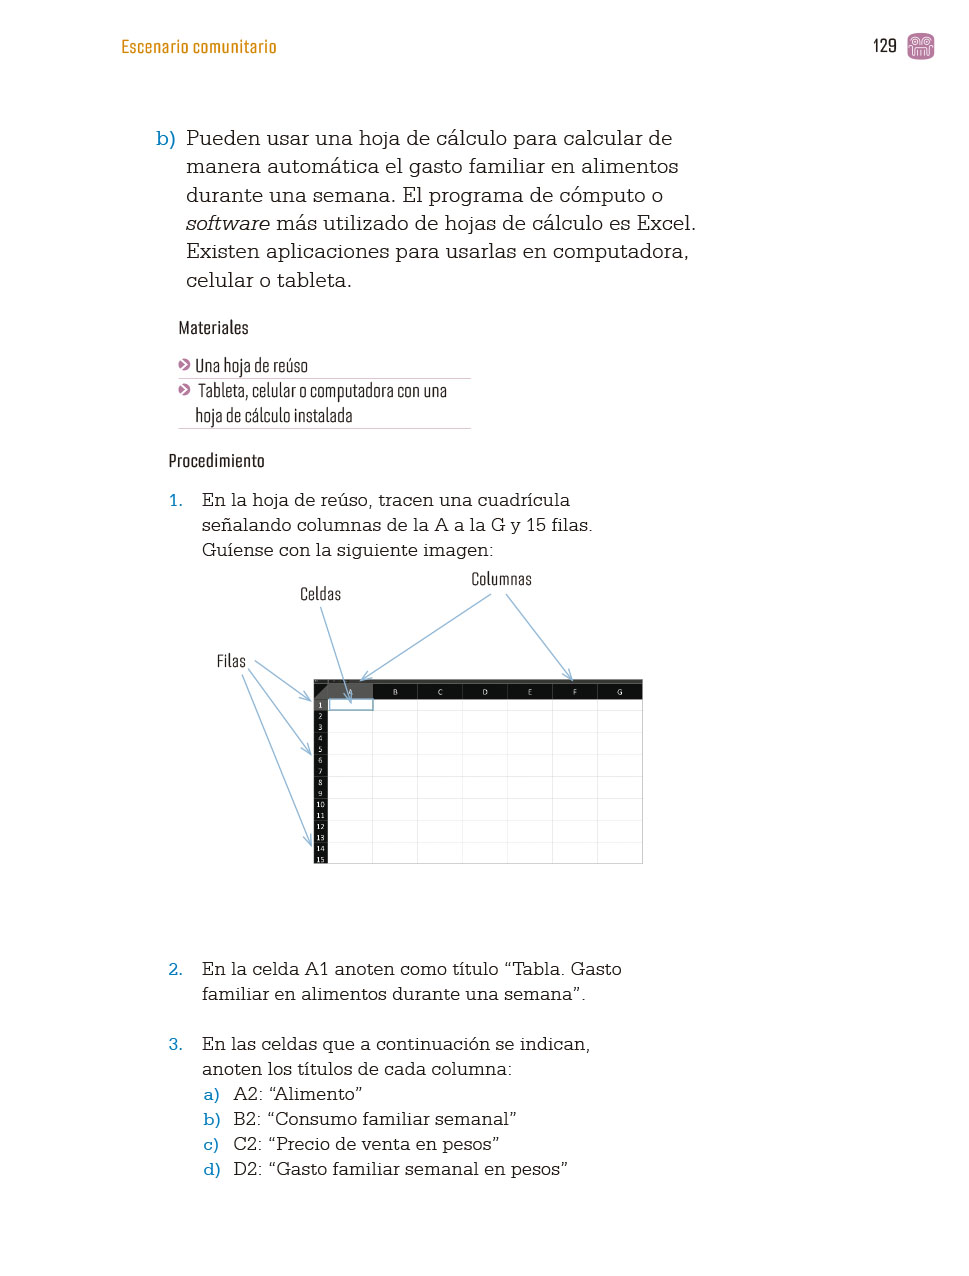 Escenario comunitario
129
b) Pueden usar una hoja de cálculo para calcular de
manera automática el gasto familiar en alimentos
durante una semana. El programa de cómputo o
software más utilizado de hojas de cálculo es Excel.
Existen aplicaciones para usarlas en computadora,
celular o tableta.
Materiales
Una hoja de reúso
Tableta, celular o computadora con una
hoja de cálculo instalada
Procedimiento
1. En la hoja de reúso, tracen una cuadrícula
señalando columnas de la A a la G y 15 filas.
Guíense con la siguiente imagen:
Columnas
Celdas
Filas
A B C D E F G
1
2
3
4
5
6
7
8
9
10
11
12
13
14
15
2. En la celda A1 anoten como título “Tabla. Gasto
familiar en alimentos durante una semana”.
3. En las celdas que a continuación se indican,
anoten los títulos de cada columna:
a) A2: “Alimento”
b) B2: “Consumo familiar semanal”
c) C2: “Precio de venta en pesos”
d) D2: “Gasto familiar semanal en pesos”